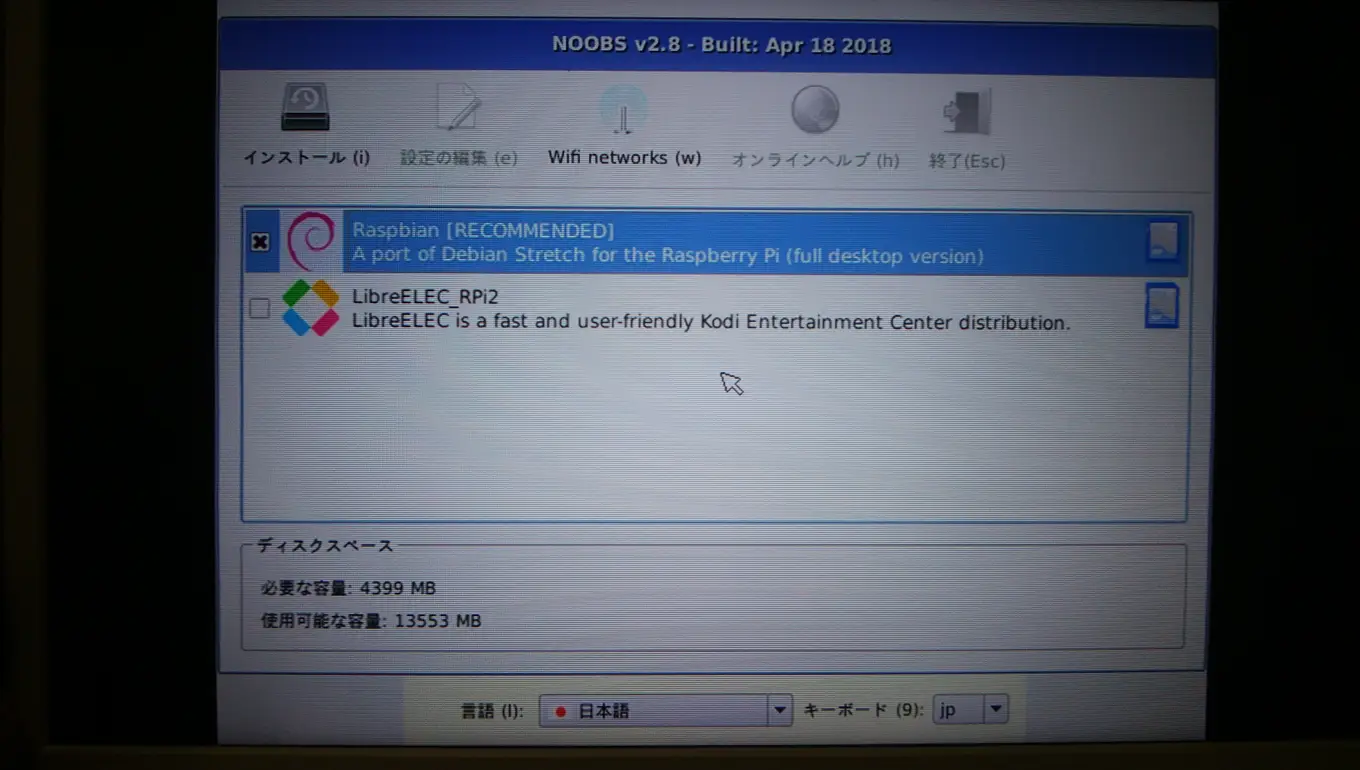 NOOBS v2.8 - Built: Apr 18 2018
インストール (i) 設定の編集 (e) Wifi networks (w) オンラインヘルプ (h) 終了(Esc)
Raspbian [RECOMMENDED]
A port of Debian Stretch for the Raspberry Pi (full desktop version)
LibreELEC_RPi2
LibreELEC is a fast and user-friendly Kodi Entertainment Center distribution.
ディスクスペース
必要な容量: 4399 MB
使用可能な容量: 13553 MB
言語 (l): 日本語 キーボード (9): jp